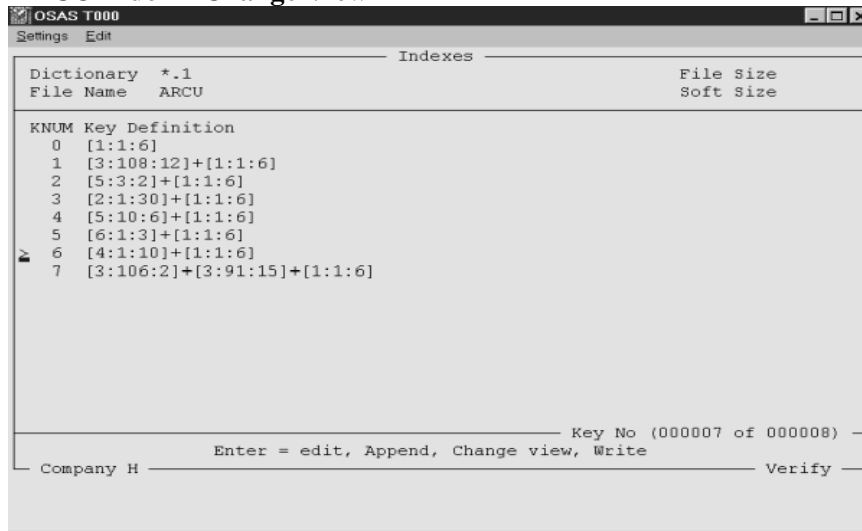 OSAS T000
Settings Edit
Indexes
Dictionary *.1 File Size
File Name ARCU Soft Size
KNUM Key Definition
0 [1:1:6]
1 [3:108:12]+[1:1:6]
2 [5:3:2]+[1:1:6]
3 [2:1:30]+[1:1:6]
4 [5:10:6]+[1:1:6]
5 [6:1:3]+[1:1:6]
> 6 [4:1:10]+[1:1:6]
7 [3:106:2]+[3:91:15]+[1:1:6]
Key No (000007 of 000008)
Enter = edit, Append, Change view, Write
Company H Verify